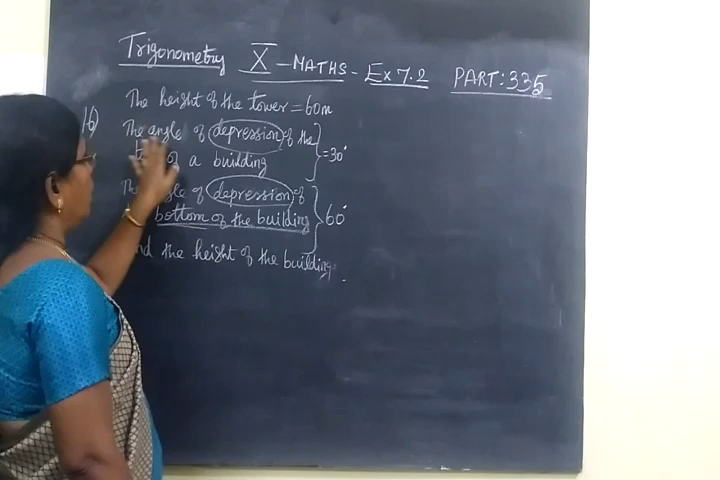 Trigonometry X - MATHS - Ex 7.2 PART: 335
16) The height of the tower = 60m
The angle of depression of the
of a building } = 30°
of depression of
bottom of the building } 60°
the height of the building.